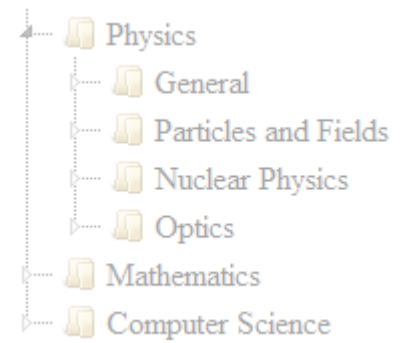 Physics
General
Particles and Fields
Nuclear Physics
Optics
Mathematics
Computer Science